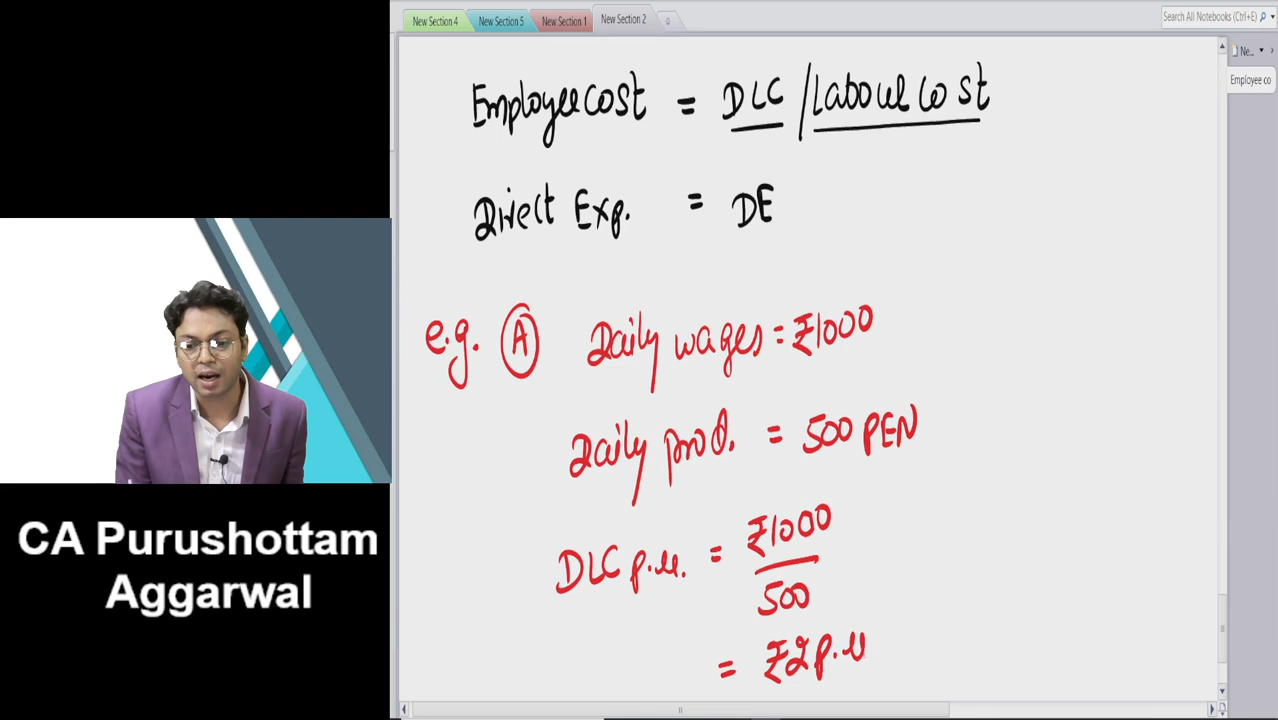 New Section 4 New Section 5 New Section 1 New Section 2
Search All Notebooks (Ctrl+E)
Ne...
Employee co
Employee cost = DLC / Labour cost
Direct Exp. = DE
e.g. A Daily wages = ₹1000
Daily prod. = 500 PEN
DLC p.u. = ₹1000
500
= ₹2 p.u
CA Purushottam
Aggarwal